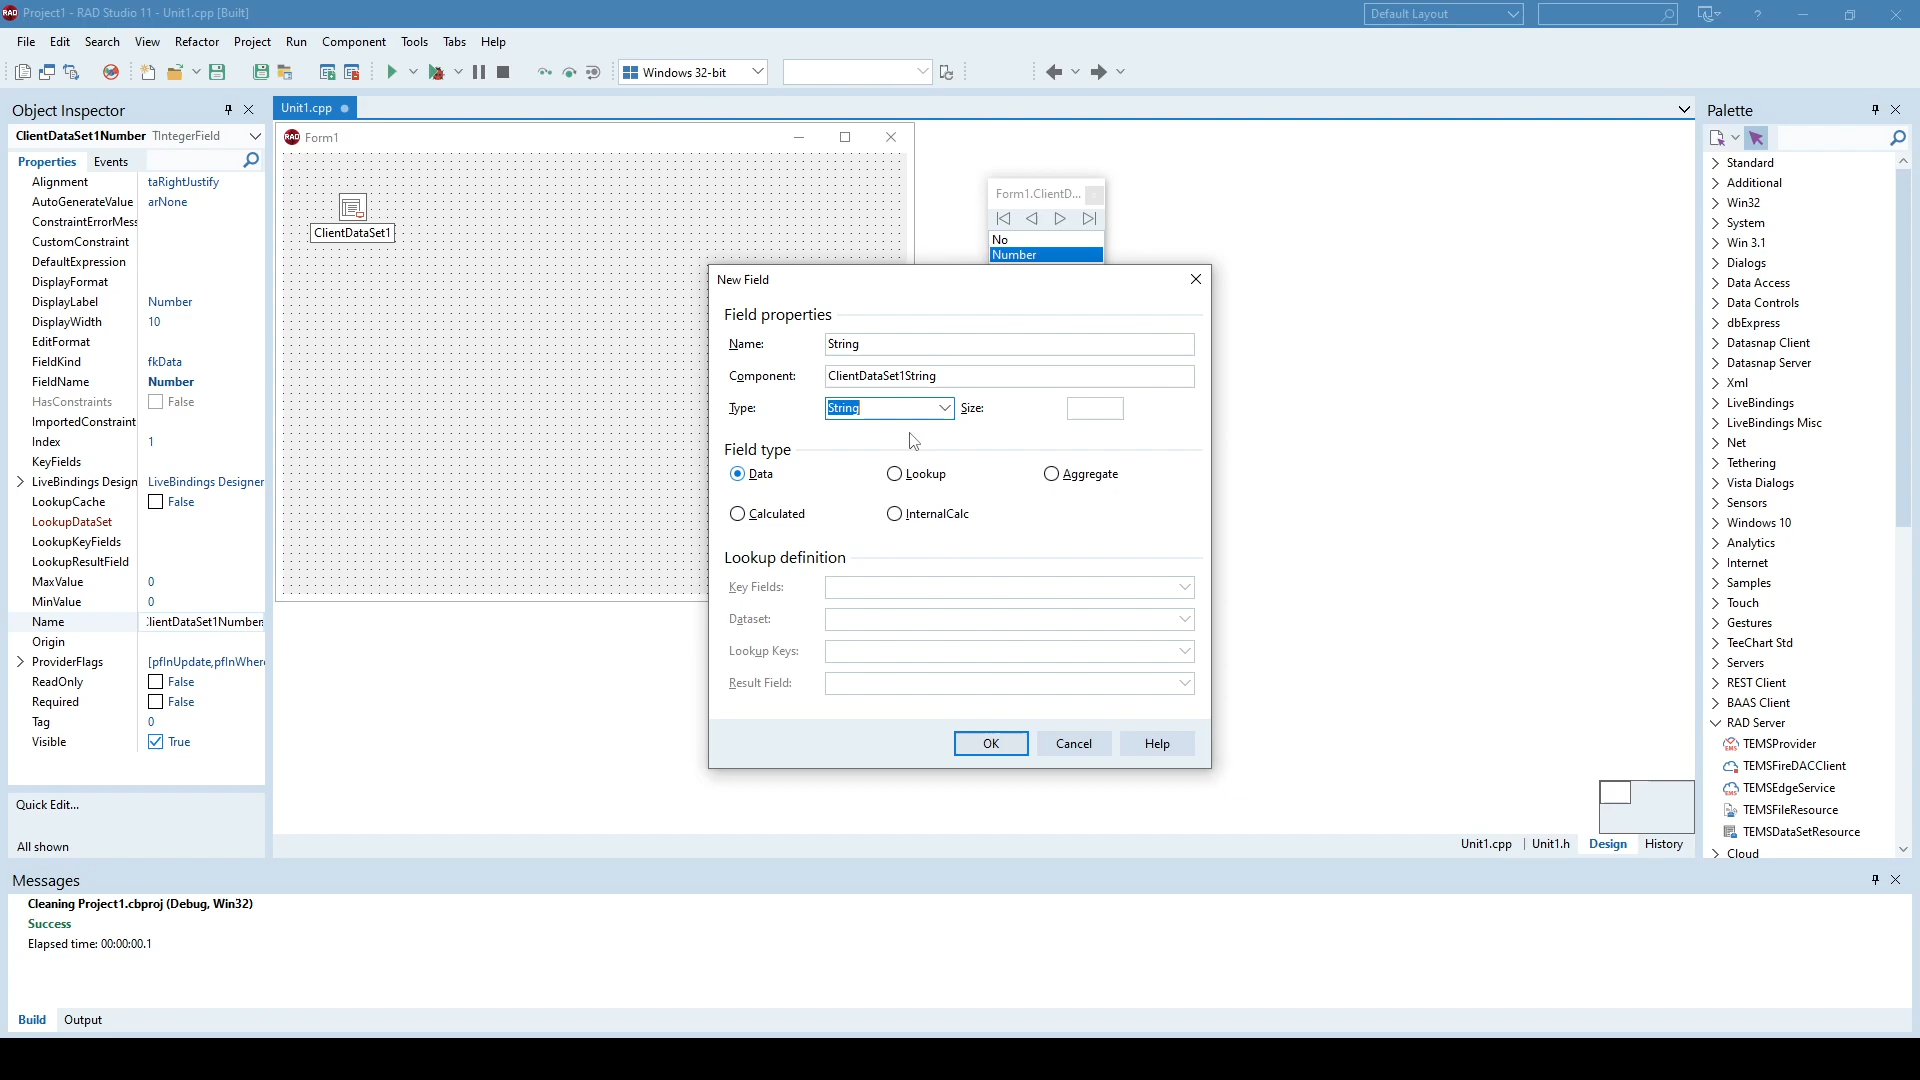 Project1 - RAD Studio 11 - Unit1.cpp [Built]
Default Layout
?
File Edit Search View Refactor Project Run Component Tools Tabs Help
Windows 32-bit
Object Inspector
ClientDataSet1Number TIntegerField
Properties Events
Alignment taRightJustify
AutoGenerateValue arNone
ConstraintErrorMess
CustomConstraint
DefaultExpression
DisplayFormat
DisplayLabel Number
DisplayWidth 10
EditFormat
FieldKind fkData
FieldName Number
HasConstraints False
ImportedConstraint
Index 1
KeyFields
LiveBindings Design LiveBindings Designer
LookupCache False
LookupDataSet
LookupKeyFields
LookupResultField
MaxValue 0
MinValue 0
Name ClientDataSet1Number
Origin
ProviderFlags [pfInUpdate,pfInWhere
ReadOnly False
Required False
Tag 0
Visible True
Quick Edit...
All shown
Unit1.cpp
RAD Form1
ClientDataSet1
Form1.ClientD...
No
Number
New Field
Field properties
Name: String
Component: ClientDataSet1String
Type: String Size:
Field type
Data Lookup Aggregate
Calculated InternalCalc
Lookup definition
Key Fields:
Dataset:
Lookup Keys:
Result Field:
OK Cancel Help
Unit1.cpp Unit1.h Design History
Palette
Standard
Additional
Win32
System
Win 3.1
Dialogs
Data Access
Data Controls
dbExpress
Datasnap Client
Datasnap Server
Xml
LiveBindings
LiveBindings Misc
Net
Tethering
Vista Dialogs
Sensors
Windows 10
Analytics
Internet
Samples
Touch
Gestures
TeeChart Std
Servers
REST Client
BAAS Client
RAD Server
TEMSProvider
TEMSFireDACClient
TEMSEdgeService
TEMSFileResource
TEMSDataSetResource
Cloud
Messages
Cleaning Project1.cbproj (Debug, Win32)
Success
Elapsed time: 00:00:00.1
Build Output